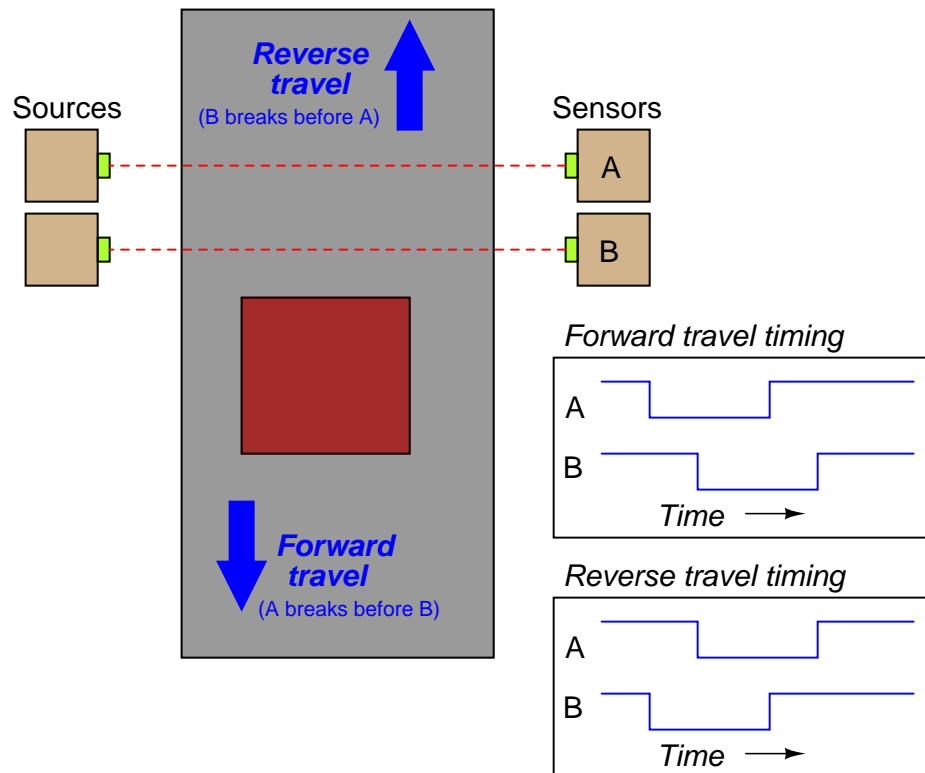 Reverse
travel
(B breaks before A)
Sources
Sensors
A
B
Forward travel timing
A
B
Time
Forward
travel
(A breaks before B)
Reverse travel timing
A
B
Time